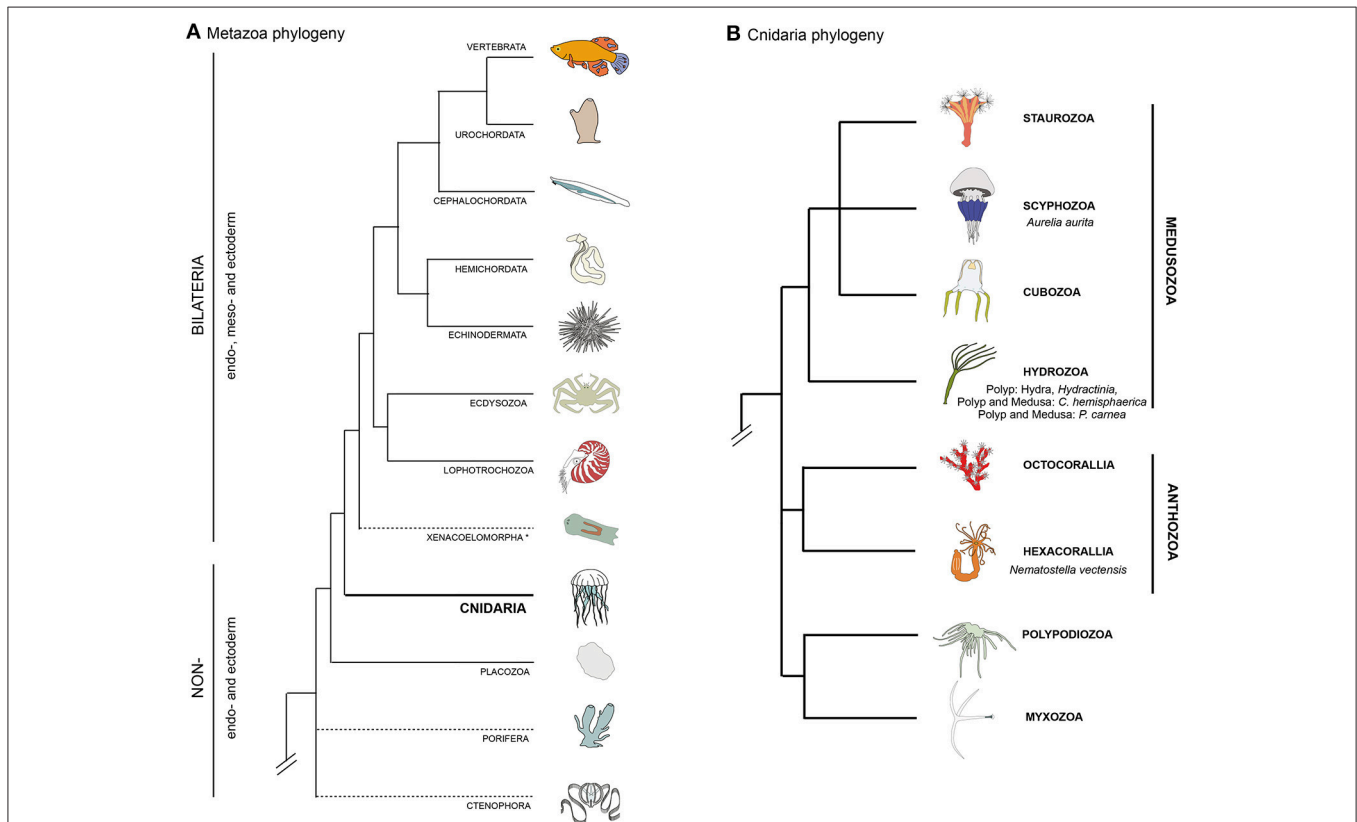 A Metazoa phylogeny
VERTEBRATA
UROCHORDATA
CEPHALOCHORDATA
HEMICHORDATA
ECHINODERMATA
ECDYSOZOA
LOPHOTROCHOZOA
XENACOELOMORPHA *
CNIDARIA
PLACOZOA
PORIFERA
CTENOPHORA
BILATERIA
endo-, meso- and ectoderm
NON-
endo- and ectoderm
B Cnidaria phylogeny
STAUROZOA
SCYPHOZOA
Aurelia aurita
CUBOZOA
HYDROZOA
Polyp: Hydra, Hydractinia,
Polyp and Medusa: C. hemisphaerica
Polyp and Medusa: P. carnea
OCTOCORALLIA
HEXACORALLIA
Nematostella vectensis
POLYPODIOZOA
MYXOZOA
MEDUSOZOA
ANTHOZOA